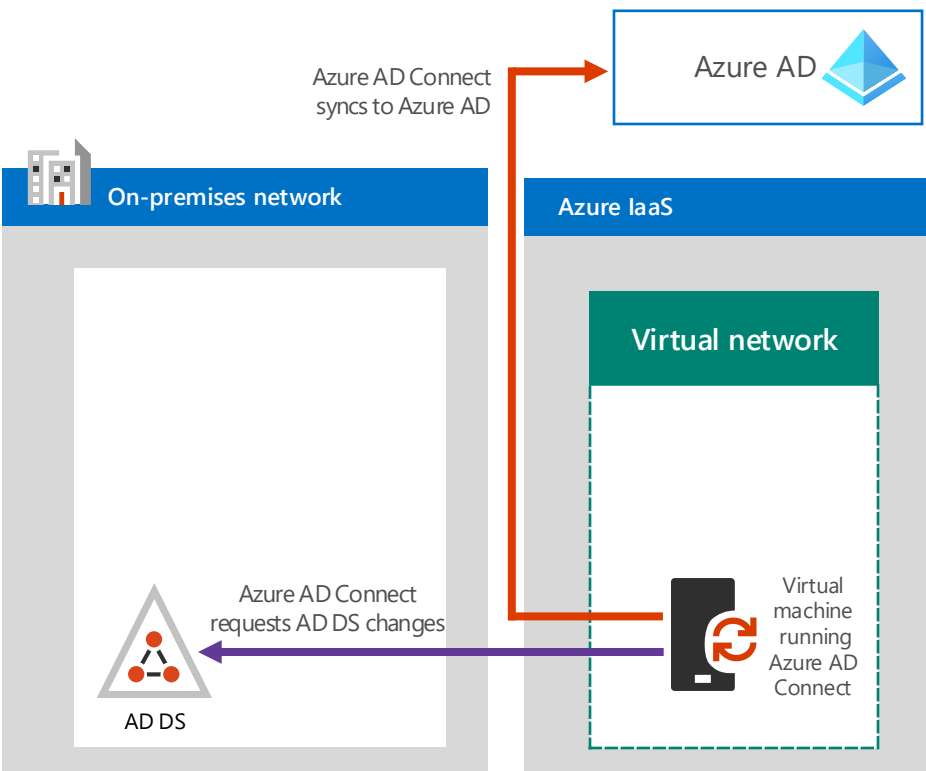 Azure AD Connect
syncs to Azure AD
Azure AD
On-premises network
Azure IaaS
Virtual network
Azure AD Connect
requests AD DS changes
AD DS
Virtual
machine
running
Azure AD
Connect